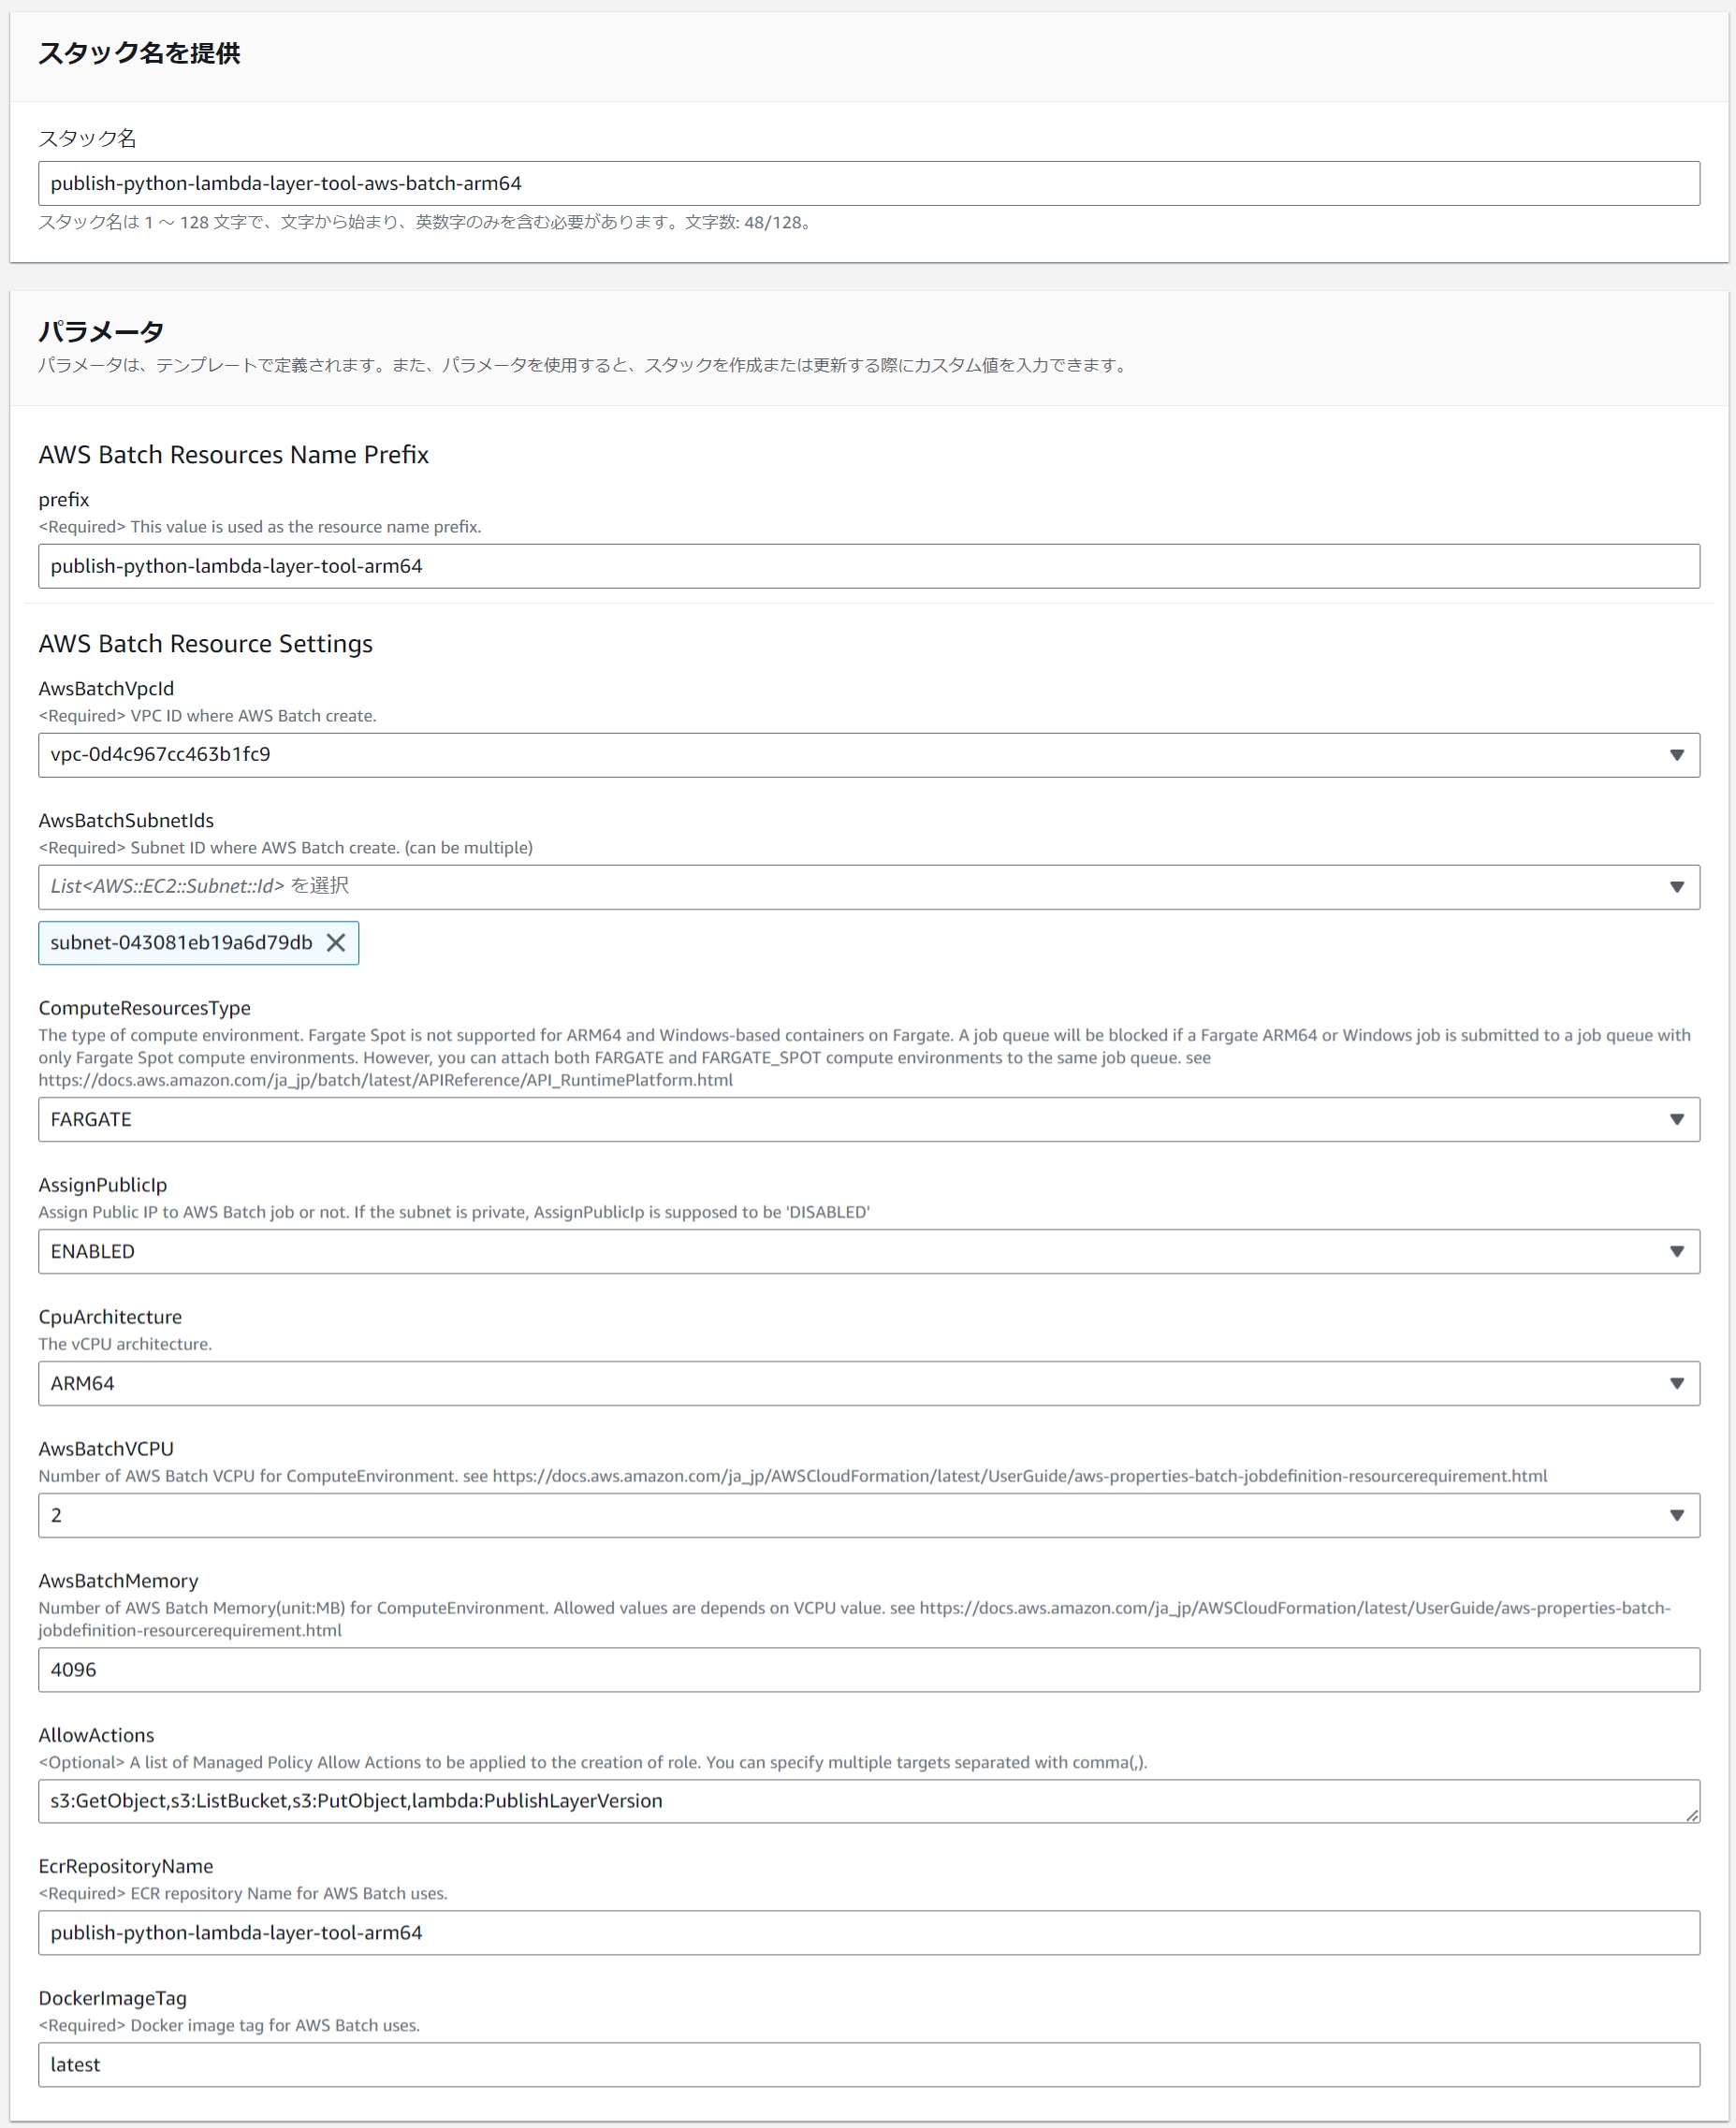 スタック名を提供
スタック名
publish-python-lambda-layer-tool-aws-batch-arm64
スタック名は 1 ～ 128 文字で、文字から始まり、英数字のみを含む必要があります。文字数: 48/128。
パラメータ
パラメータは、テンプレートで定義されます。また、パラメータを使用すると、スタックを作成または更新する際にカスタム値を入力できます。
AWS Batch Resources Name Prefix
prefix
<Required> This value is used as the resource name prefix.
publish-python-lambda-layer-tool-arm64
AWS Batch Resource Settings
AwsBatchVpcId
<Required> VPC ID where AWS Batch create.
vpc-0d4c967cc463b1fc9
AwsBatchSubnetIds
<Required> Subnet ID where AWS Batch create. (can be multiple)
List<AWS::EC2::Subnet::Id> を選択
subnet-043081eb19a6d79db
ComputeResourcesType
The type of compute environment. Fargate Spot is not supported for ARM64 and Windows-based containers on Fargate. A job queue will be blocked if a Fargate ARM64 or Windows job is submitted to a job queue with
only Fargate Spot compute environments. However, you can attach both FARGATE and FARGATE_SPOT compute environments to the same job queue. see
https://docs.aws.amazon.com/ja_jp/batch/latest/APIReference/API_RuntimePlatform.html
FARGATE
AssignPublicIp
Assign Public IP to AWS Batch job or not. If the subnet is private, AssignPublicIp is supposed to be 'DISABLED'
ENABLED
CpuArchitecture
The vCPU architecture.
ARM64
AwsBatchVCPU
Number of AWS Batch VCPU for ComputeEnvironment. see https://docs.aws.amazon.com/ja_jp/AWSCloudFormation/latest/UserGuide/aws-properties-batch-jobdefinition-resourcerequirement.html
2
AwsBatchMemory
Number of AWS Batch Memory(unit:MB) for ComputeEnvironment. Allowed values are depends on VCPU value. see https://docs.aws.amazon.com/ja_jp/AWSCloudFormation/latest/UserGuide/aws-properties-batch-
jobdefinition-resourcerequirement.html
4096
AllowActions
<Optional> A list of Managed Policy Allow Actions to be applied to the creation of role. You can specify multiple targets separated with comma(,).
s3:GetObject,s3:ListBucket,s3:PutObject,lambda:PublishLayerVersion
EcrRepositoryName
<Required> ECR repository Name for AWS Batch uses.
publish-python-lambda-layer-tool-arm64
DockerImageTag
<Required> Docker image tag for AWS Batch uses.
latest